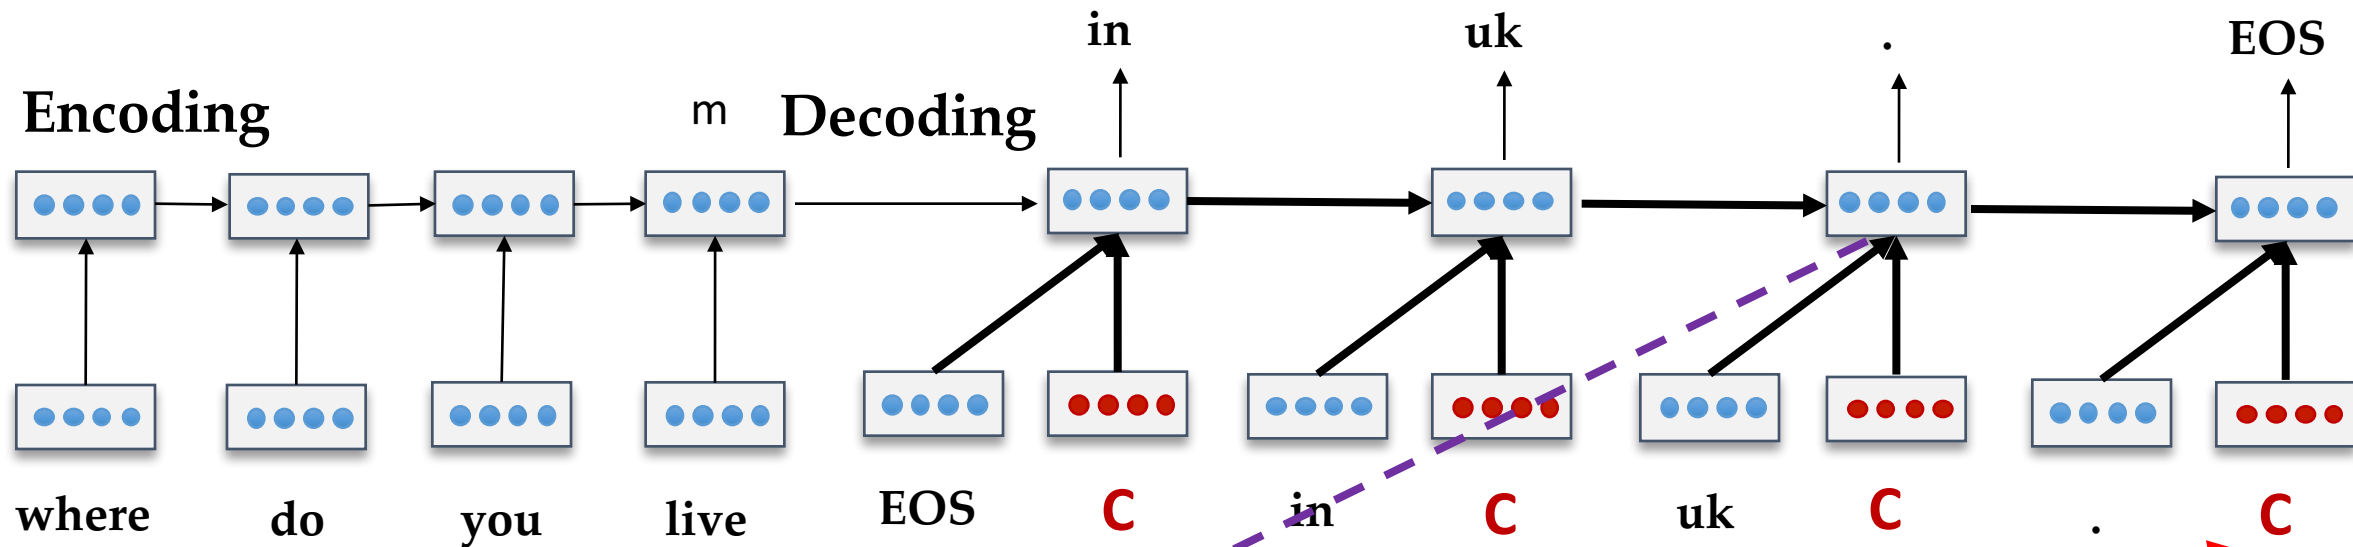 in uk . EOS
Encoding m Decoding
where do you live EOS C in C uk C . C